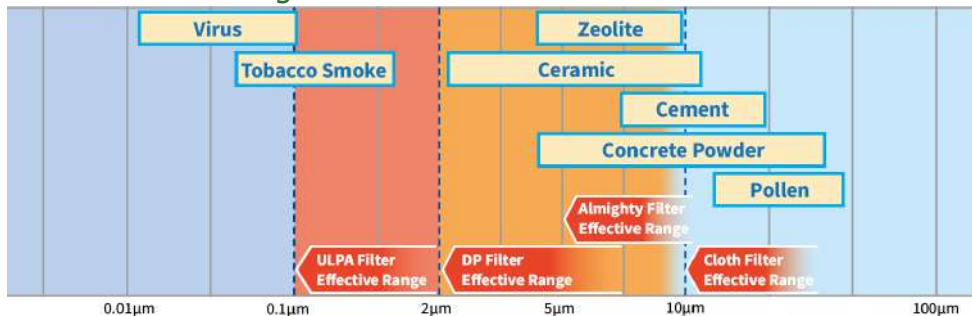 Virus
Zeolite
Tobacco Smoke
Ceramic
Cement
Concrete Powder
Pollen
Almighty Filter
Effective Range
ULPA Filter
Effective Range
DP Filter
Effective Range
Cloth Filter
Effective Range
0.01μm
0.1μm
2μm
5μm
10μm
100μm